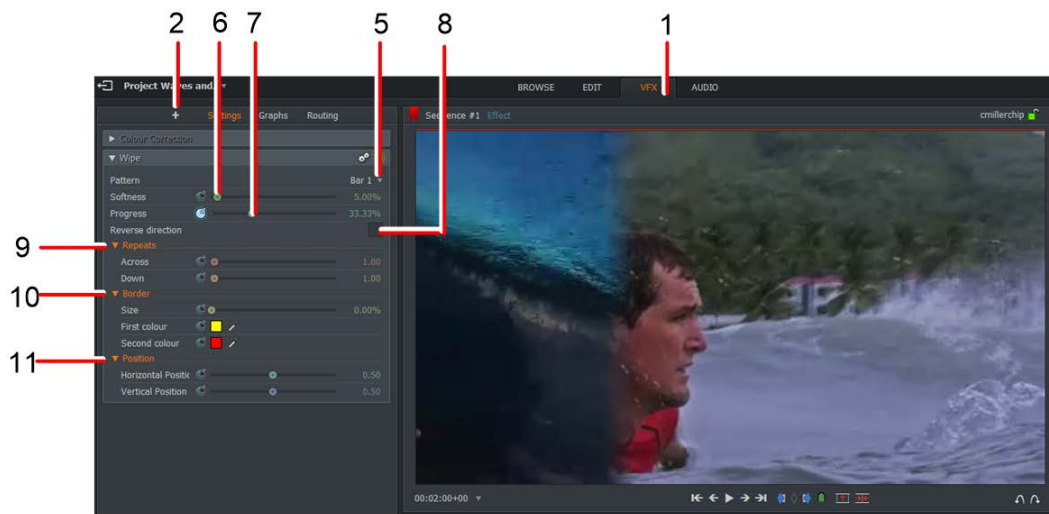 2 6 7 5 8 1
Project Waves and.
BROWSE EDIT VFX AUDIO
+ Settings Graphs Routing
Sequence #1 Effect
cmillerchip
Colour Correction
Wipe
Pattern Bar 1
Softness 5.00%
Progress 33.33%
Reverse direction
9
Repeats
Across 1.00
Down 1.00
10
Border
Size 0.00%
First colour
Second colour
11
Position
Horizontal Positic 0.50
Vertical Position 0.50
00:02:00+00